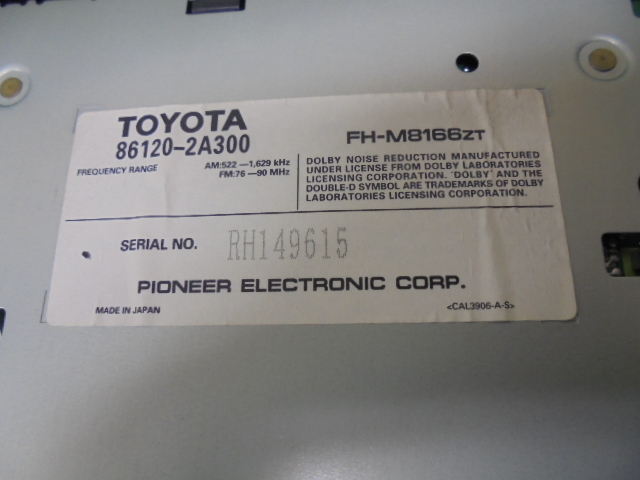 TOYOTA
86120-2A300
FH-M8166ZT
FREQUENCY RANGE
AM:522 —1,629 kHz
FM:76 —90 MHz
DOLBY NOISE REDUCTION MANUFACTURED
UNDER LICENSE FROM DOLBY LABORATORIES
LICENSING CORPORATION. "DOLBY" AND THE
DOUBLE-D SYMBOL ARE TRADEMARKS OF DOLBY
LABORATORIES LICENSING CORPORATION.
SERIAL NO. RH149615
PIONEER ELECTRONIC CORP.
MADE IN JAPAN
<CAL3906-A-S>